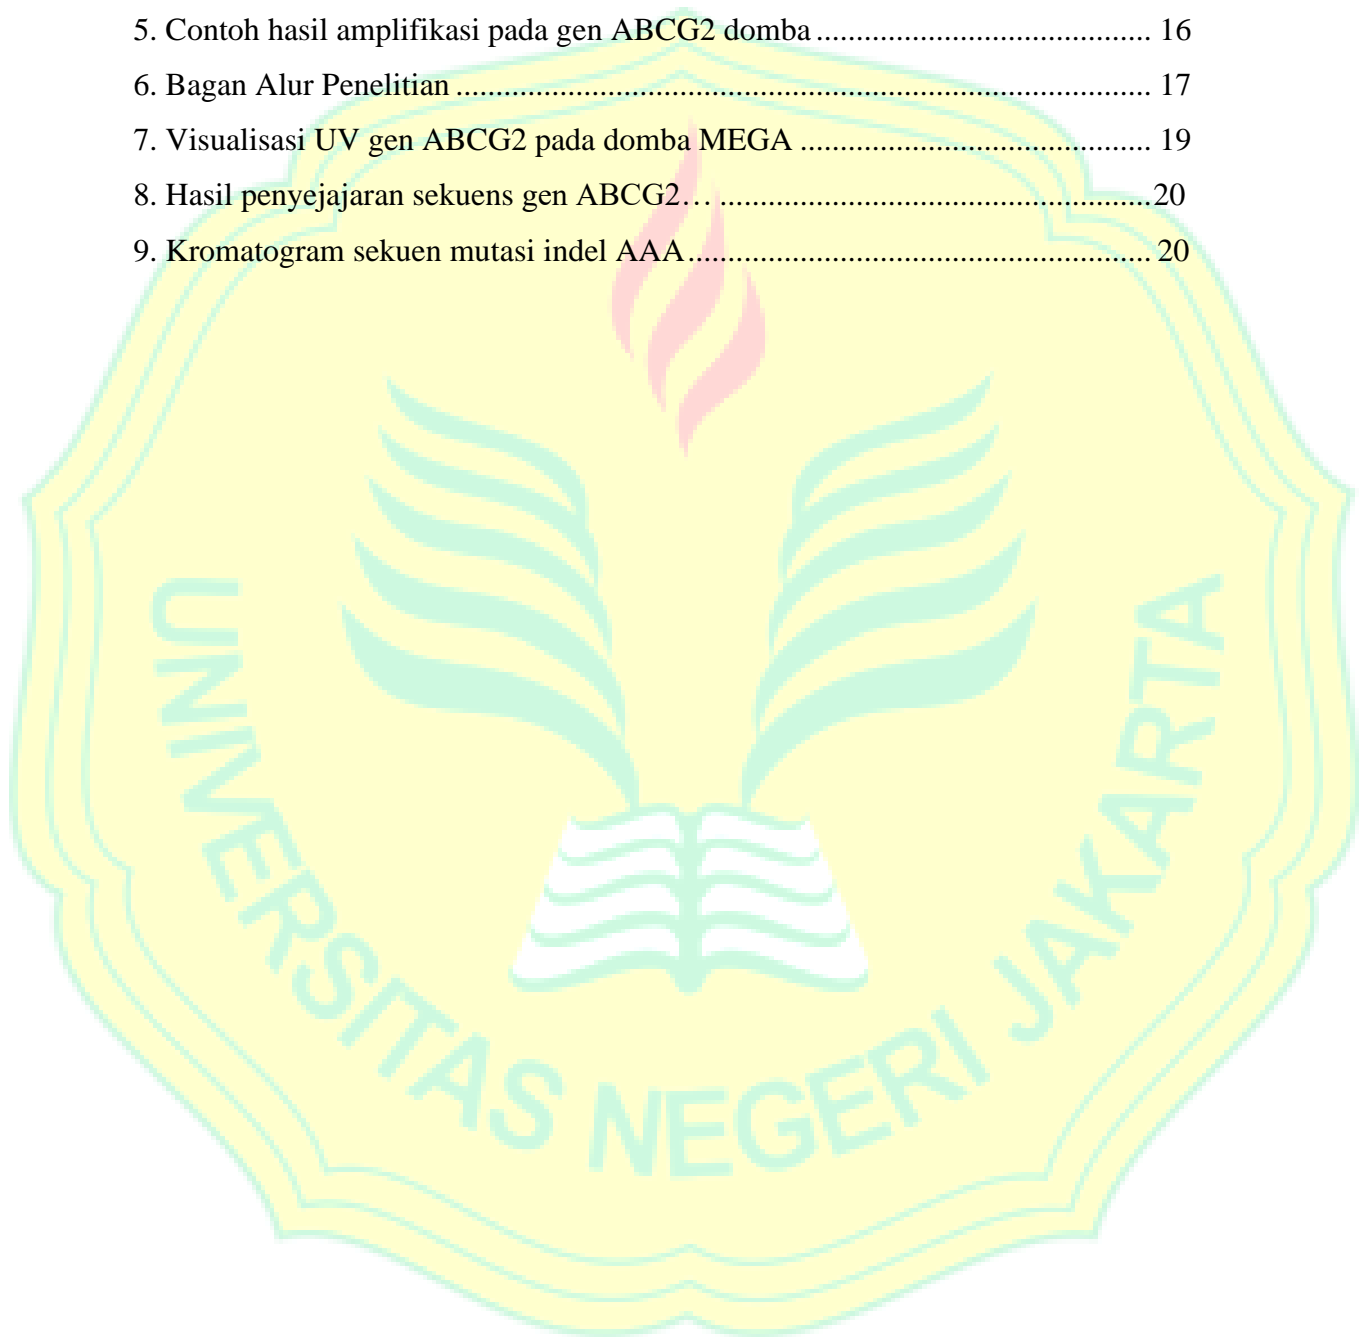 5. Contoh hasil amplifikasi pada gen ABCG2 domba .......................................... 16
6. Bagan Alur Penelitian ....................................................................................... 17
7. Visualisasi UV gen ABCG2 pada domba MEGA ............................................ 19
8. Hasil penyejajaran sekuens gen ABCG2… ......................................................20
9. Kromatogram sekuen mutasi indel AAA.......................................................... 20
UNIVERSITAS NEGERI JAKARTA